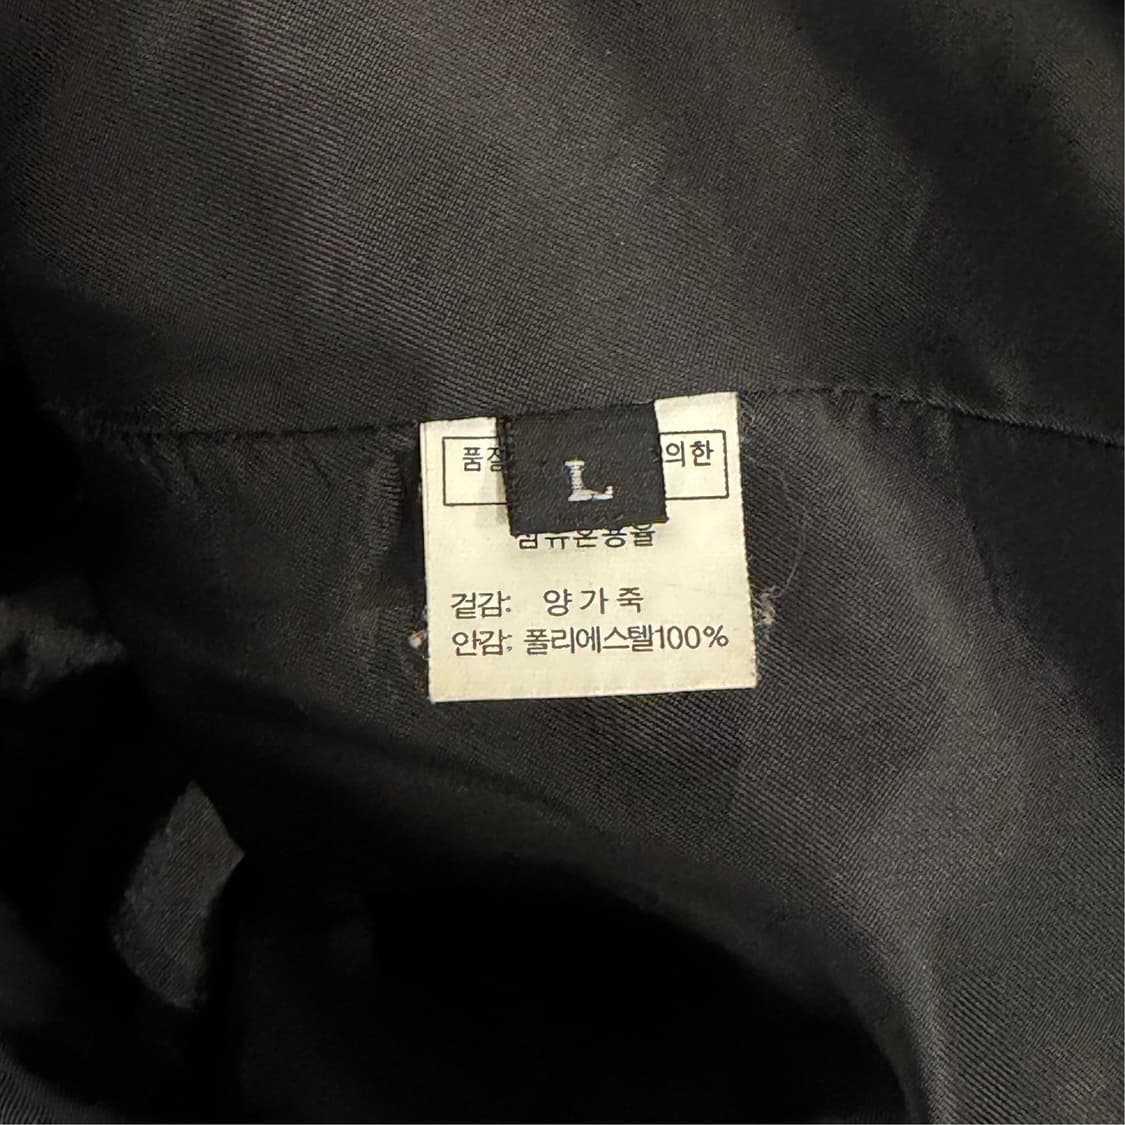 품질 의한
L
섬유혼용율
겉감: 양가죽
안감: 폴리에스텔100%